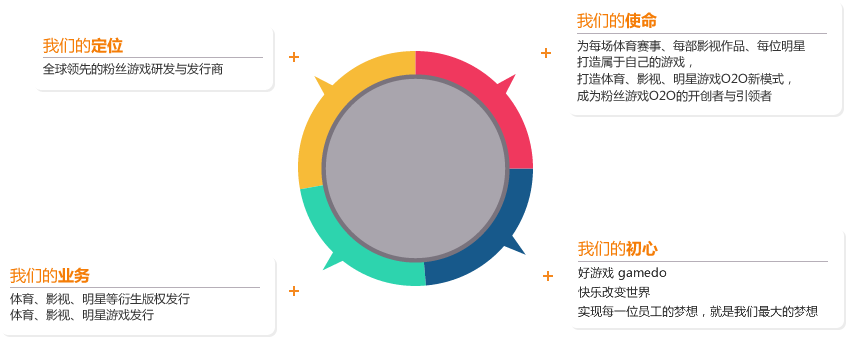 我们的定位
全球领先的粉丝游戏研发与发行商
我们的使命
为每场体育赛事、每部影视作品、每位明星
打造属于自己的游戏，
打造体育、影视、明星游戏O2O新模式，
成为粉丝游戏O2O的开创者与引领者
我们的业务
体育、影视、明星等衍生版权发行
体育、影视、明星游戏发行
我们的初心
好游戏 gamedo
快乐改变世界
实现每一位员工的梦想，就是我们最大的梦想